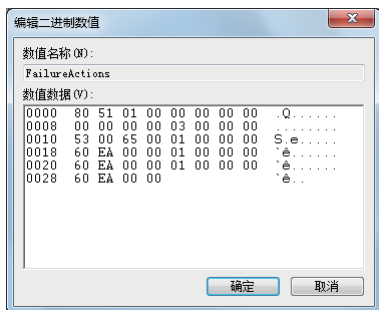 编辑二进制数值
数值名称(N):
FailureActions
数值数据(V):
0000 80 51 01 00 00 00 00 00 .Q......
0008 00 00 00 00 03 00 00 00 ........
0010 53 00 65 00 01 00 00 00 S.e.....
0018 60 EA 00 00 01 00 00 00 `ê......
0020 60 EA 00 00 01 00 00 00 `ê......
0028 60 EA 00 00 `ê..
确定 取消